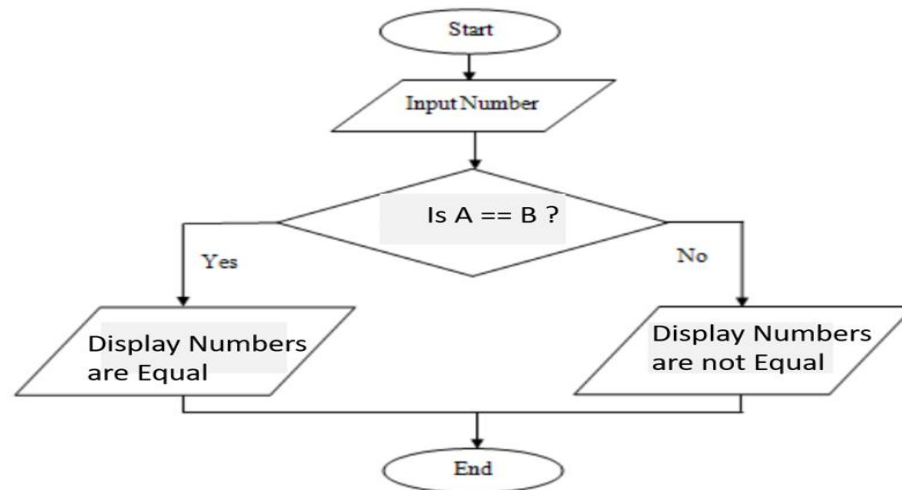 Start
Input Number
Is A == B ?
Yes
No
Display Numbers
are Equal
Display Numbers
are not Equal
End